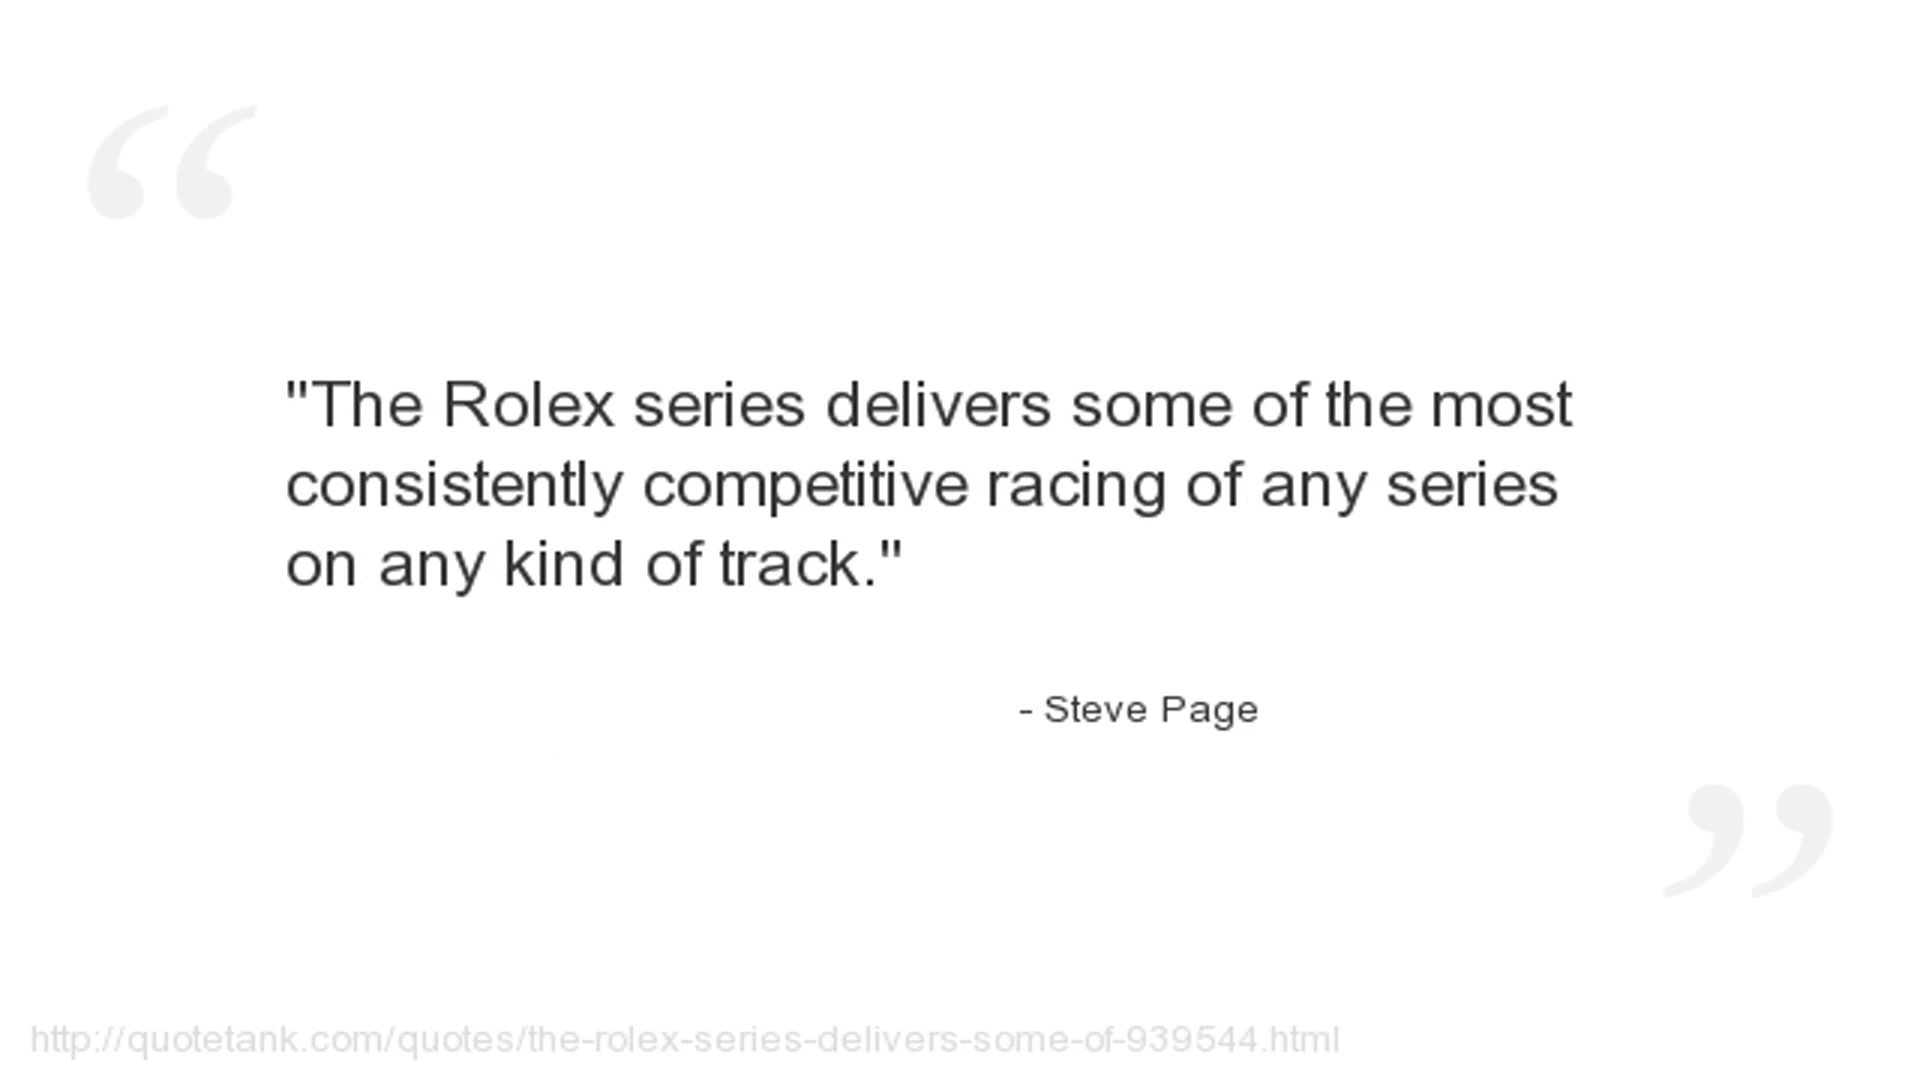 "The Rolex series delivers some of the most
consistently competitive racing of any series
on any kind of track."
- Steve Page
http://quotetank.com/quotes/the-rolex-series-delivers-some-of-939544.html